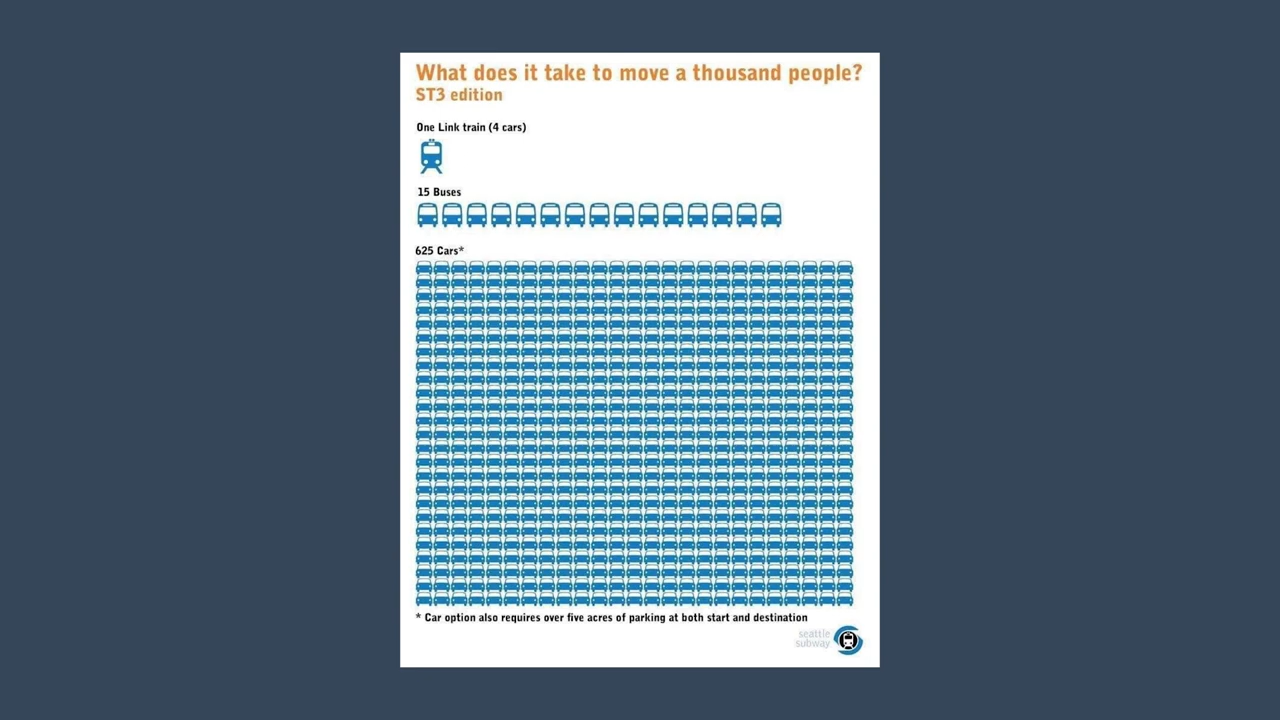 What does it take to move a thousand people?
ST3 edition
One Link train (4 cars)
15 Buses
625 Cars*
* Car option also requires over five acres of parking at both start and destination
seattle
subway